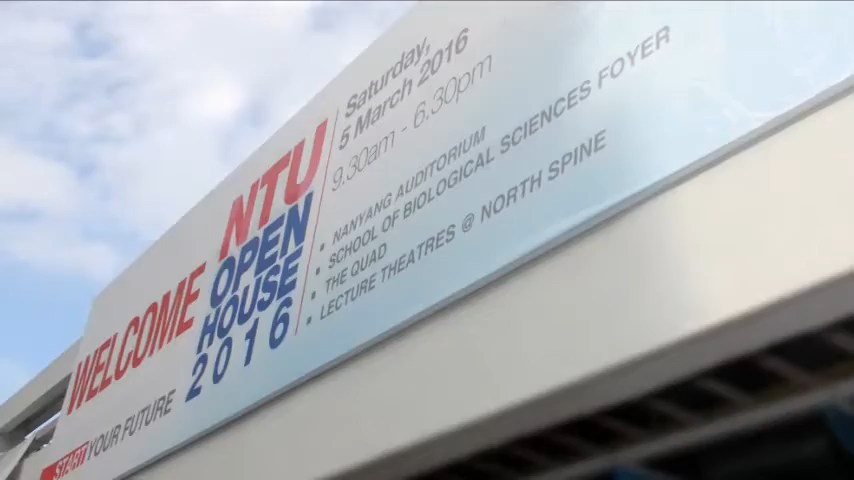 WELCOME
START YOUR FUTURE
NTU
OPEN
HOUSE
2016
Saturday,
5 March 2016
9.30am - 6.30pm
• NANYANG AUDITORIUM
• SCHOOL OF BIOLOGICAL SCIENCES FOYER
• THE QUAD
• LECTURE THEATRES @ NORTH SPINE